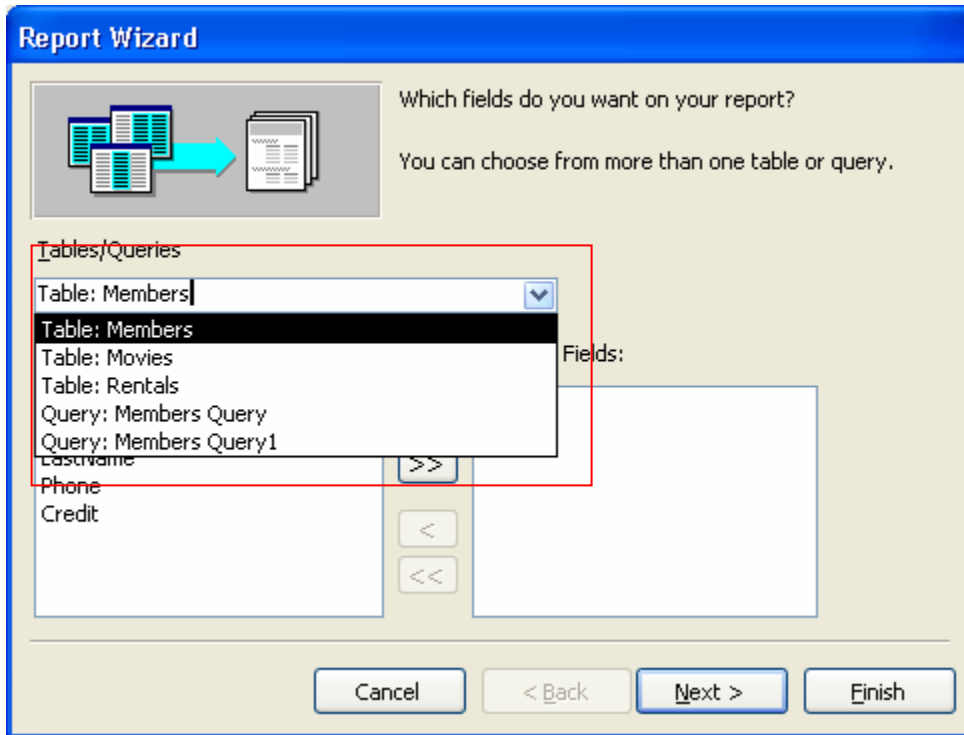 Report Wizard
Which fields do you want on your report?
You can choose from more than one table or query.
Tables/Queries
Table: Members
Table: Members
Table: Movies
Table: Rentals
Query: Members Query
Query: Members Query1
Fields:
LastName
Phone
Credit
>>
<
<<
Cancel
< Back
Next >
Finish